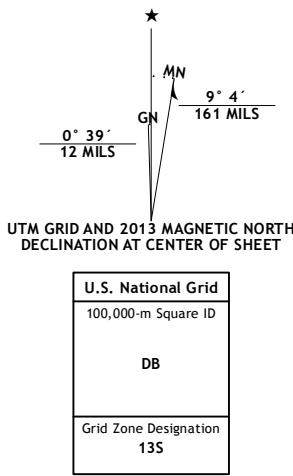 ★
MN
GN
0° 39´
12 MILS
9° 4´
161 MILS
UTM GRID AND 2013 MAGNETIC NORTH
DECLINATION AT CENTER OF SHEET
U.S. National Grid
100,000-m Square ID
DB
Grid Zone Designation
13S